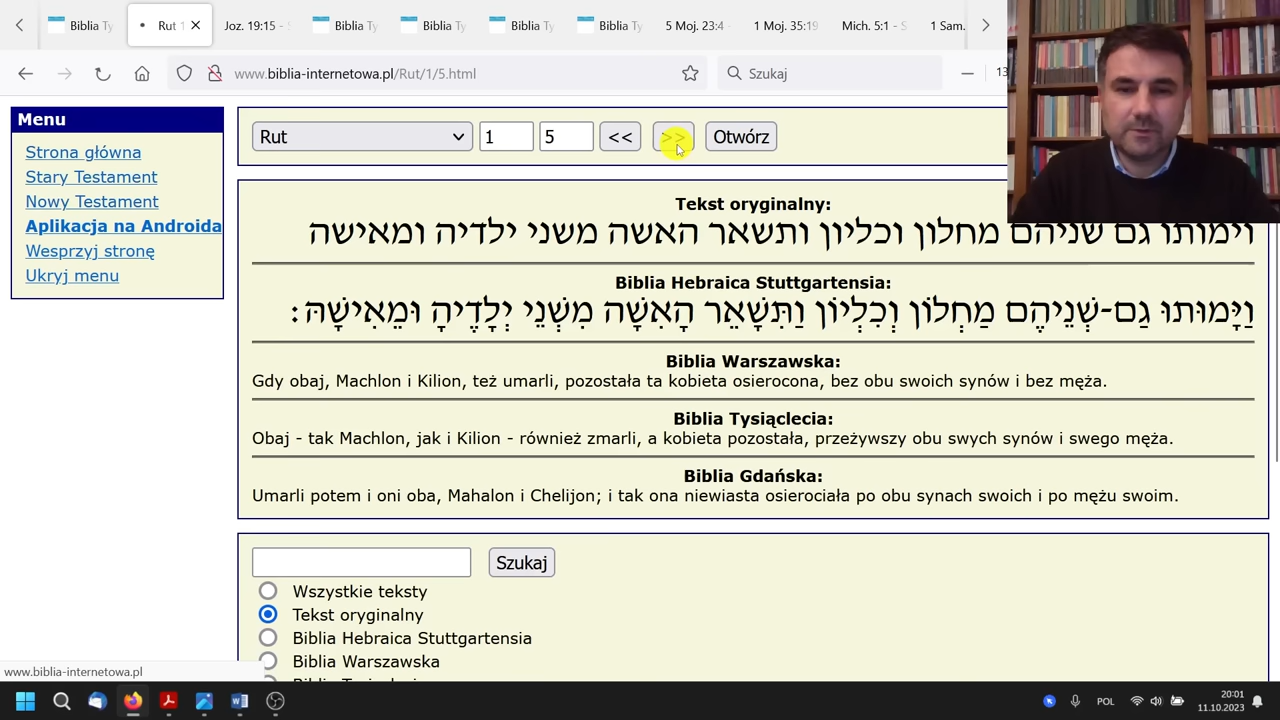 Biblia Ty
Rut 1
Joz. 19:15 -
Biblia Ty
Biblia Ty
Biblia Ty
Biblia Ty
5 Moj. 23:4
1 Moj. 35:19
Mich. 5:1 - S
1 Sam.
www.biblia-internetowa.pl/Rut/1/5.html
Szukaj
13
Menu
Strona główna
Stary Testament
Nowy Testament
Aplikacja na Androida
Wesprzyj stronę
Ukryj menu
Rut 1 5 << >> Otwórz
Tekst oryginalny:
וימותו גם שניהם מחלון וכליון ותשאר האשה משני ילדיה ומאישה
Biblia Hebraica Stuttgartensia:
וַיָּמוּתוּ גַם-שְׁנֵיהֶם מַחְלוֹן וְכִלְיוֹן וַתִּשָּׁאֵר הָאִשָּׁה מִשְּׁנֵי יְלָדֶיהָ וּמֵאִישָׁהּ׃
Biblia Warszawska:
Gdy obaj, Machlon i Kilion, też umarli, pozostała ta kobieta osierocona, bez obu swoich synów i bez męża.
Biblia Tysiąclecia:
Obaj - tak Machlon, jak i Kilion - również zmarli, a kobieta pozostała, przeżywszy obu swych synów i swego męża.
Biblia Gdańska:
Umarli potem i oni oba, Mahalon i Chelijon; i tak ona niewiasta osierociała po obu synach swoich i po mężu swoim.
Szukaj
Wszystkie teksty
Tekst oryginalny
Biblia Hebraica Stuttgartensia
Biblia Warszawska
www.biblia-internetowa.pl
POL
20:01
11.10.2023